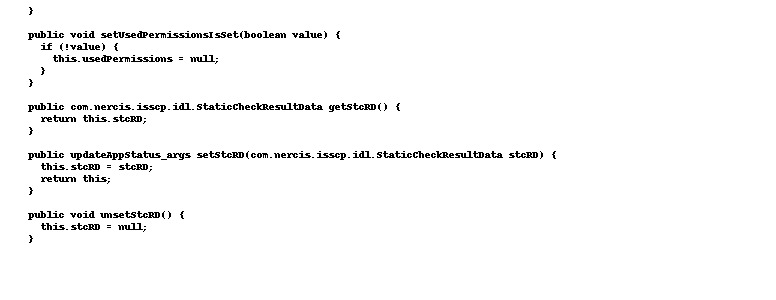 }
public void setUsedPermissionsIsSet(boolean value) {
if (!value) {
this.usedPermissions = null;
}
}
public com.nercis.isscp.idl.StaticCheckResultData getStcRD() {
return this.stcRD;
}
public updateAppStatus_args setStcRD(com.nercis.isscp.idl.StaticCheckResultData stcRD) {
this.stcRD = stcRD;
return this;
}
public void unsetStcRD() {
this.stcRD = null;
}